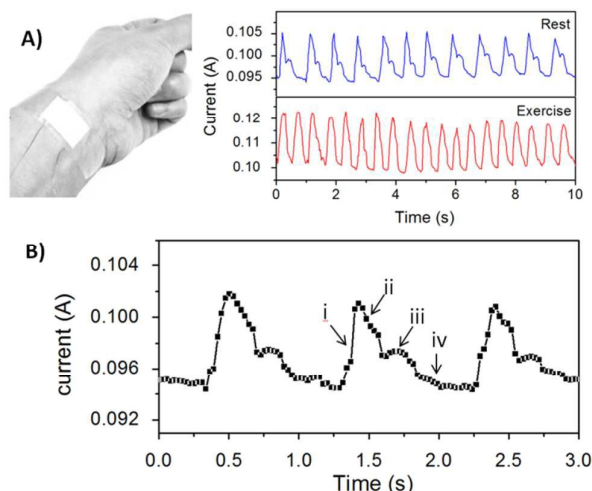 A)
Rest
0.105
0.100
0.095
Current (A)
Exercise
0.12
0.11
0.10
0 2 4 6 8 10
Time (s)
B)
0.104
0.100
0.096
0.092
current (A)
i
ii
iii
iv
0.0 0.5 1.0 1.5 2.0 2.5 3.0
Time (s)